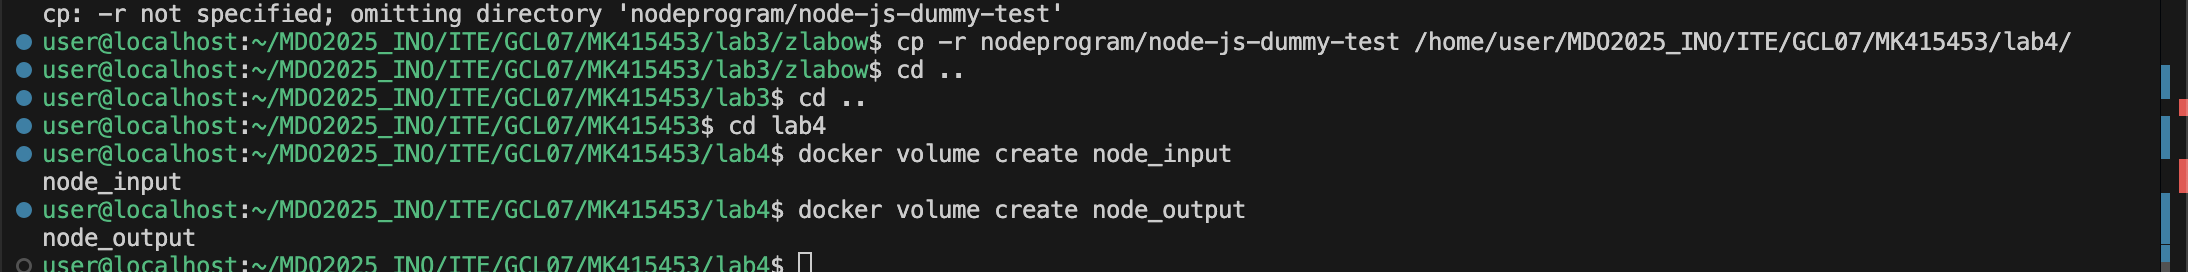 cp: -r not specified; omitting directory 'nodeprogram/node-js-dummy-test'
user@localhost:~/MDO2025_INO/ITE/GCL07/MK415453/lab3/zlabow$ cp -r nodeprogram/node-js-dummy-test /home/user/MDO2025_INO/ITE/GCL07/MK415453/lab4/
user@localhost:~/MDO2025_INO/ITE/GCL07/MK415453/lab3/zlabow$ cd ..
user@localhost:~/MDO2025_INO/ITE/GCL07/MK415453/lab3$ cd ..
user@localhost:~/MDO2025_INO/ITE/GCL07/MK415453$ cd lab4
user@localhost:~/MDO2025_INO/ITE/GCL07/MK415453/lab4$ docker volume create node_input
node_input
user@localhost:~/MDO2025_INO/ITE/GCL07/MK415453/lab4$ docker volume create node_output
node_output
user@localhost:~/MDO2025_INO/ITE/GCL07/MK415453/lab4$